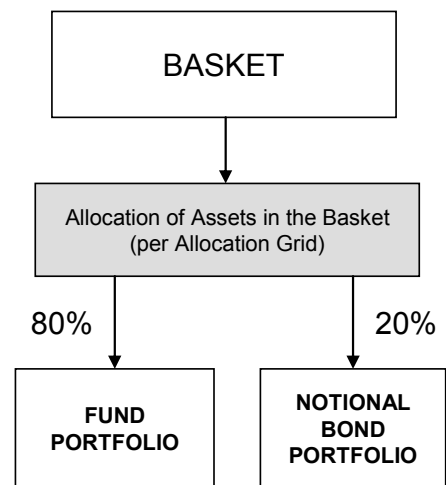 BASKET
Allocation of Assets in the Basket
(per Allocation Grid)
80%
20%
FUND
PORTFOLIO
NOTIONAL
BOND
PORTFOLIO